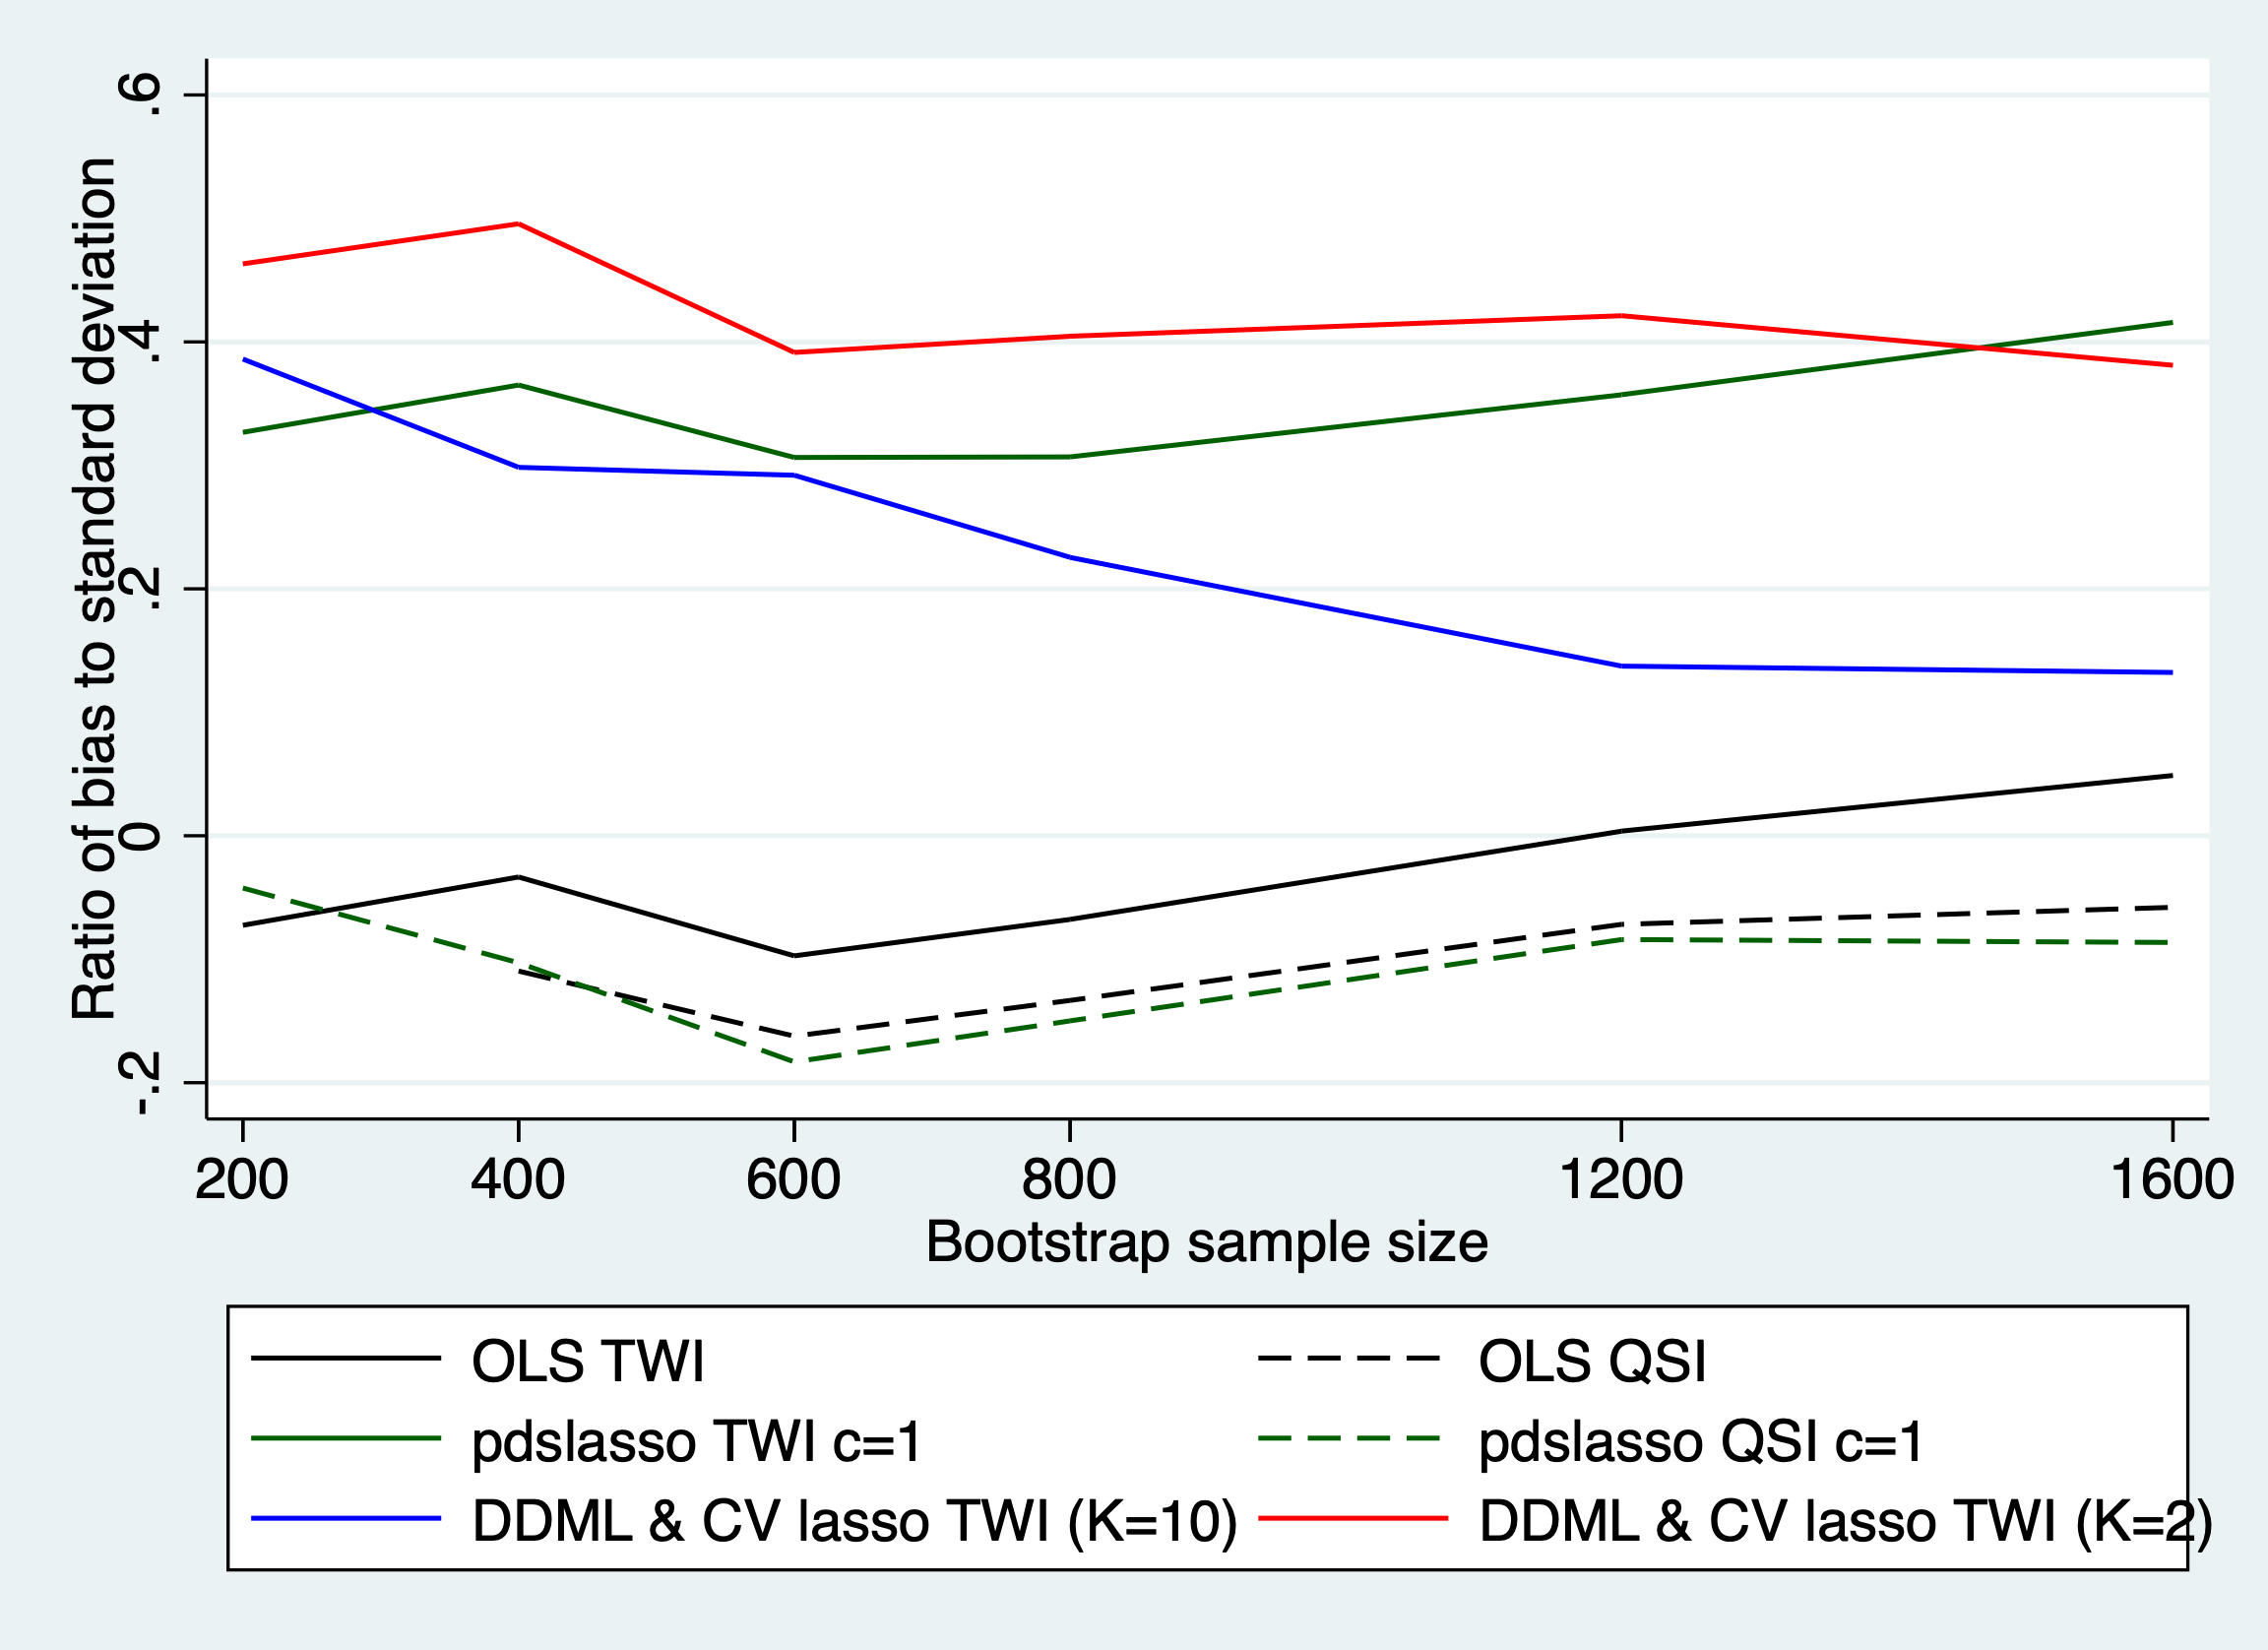 Ratio of bias to standard deviation
.6
.4
.2
0
-.2
200 400 600 800 1200 1600
Bootstrap sample size
OLS TWI
OLS QSI
pdslasso TWI c=1
pdslasso QSI c=1
DDML & CV lasso TWI (K=10)
DDML & CV lasso TWI (K=2)